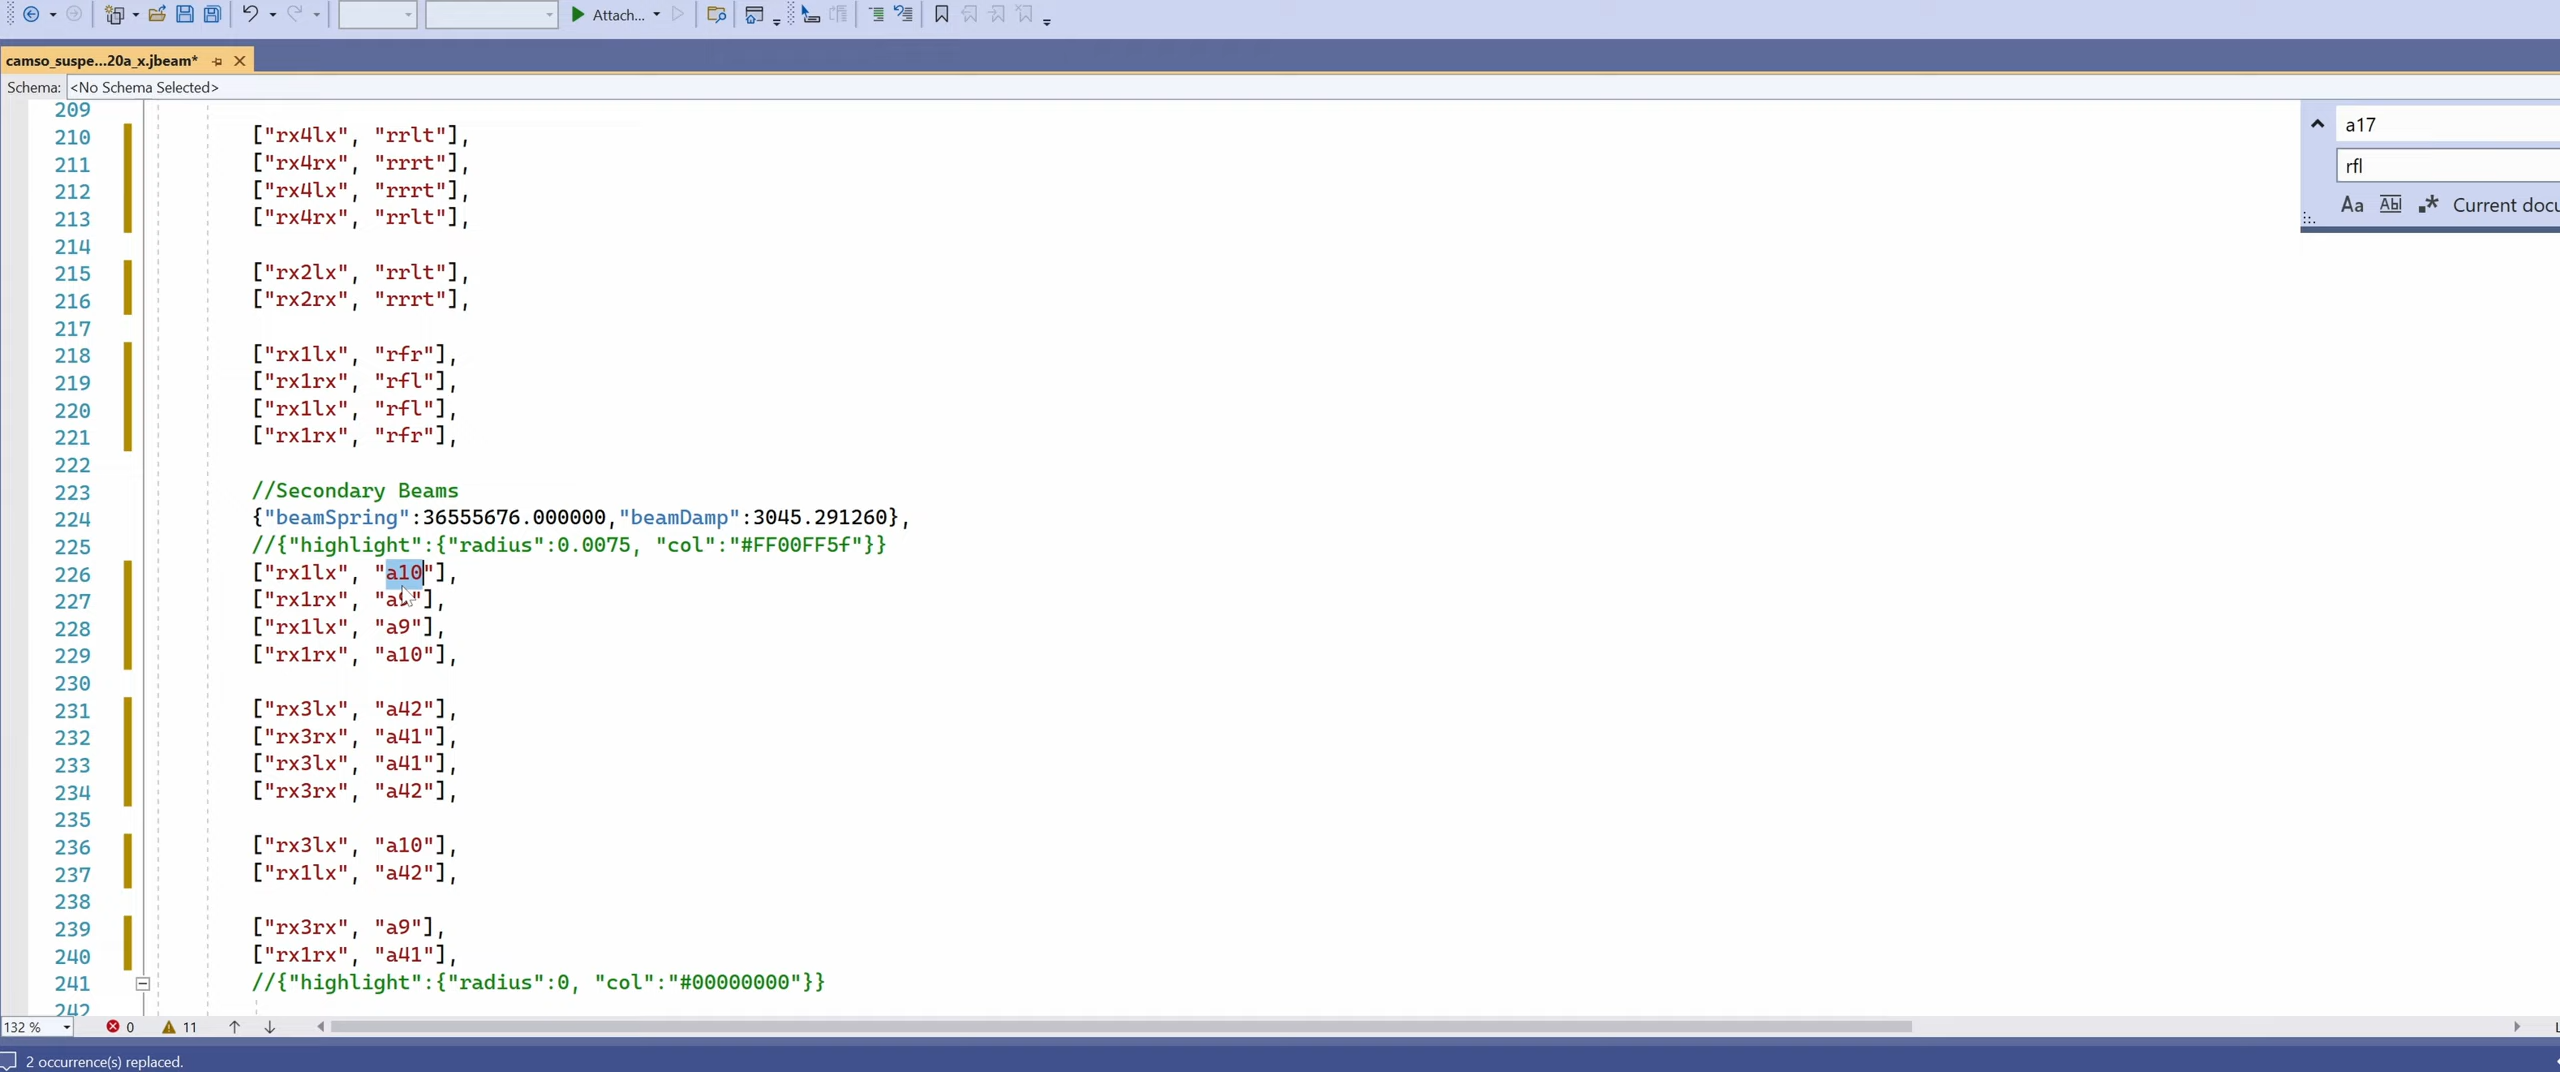 Attach...
camso_suspe...20a_x.jbeam*
Schema: <No Schema Selected>
a17
rfl
Aa Abl .* Current docu
209
210 ["rx4lx", "rrlt"],
211 ["rx4rx", "rrrt"],
212 ["rx4lx", "rrrt"],
213 ["rx4rx", "rrlt"],
214
215 ["rx2lx", "rrlt"],
216 ["rx2rx", "rrrt"],
217
218 ["rx1lx", "rfr"],
219 ["rx1rx", "rfl"],
220 ["rx1lx", "rfl"],
221 ["rx1rx", "rfr"],
222
223 //Secondary Beams
224 {"beamSpring":36555676.000000,"beamDamp":3045.291260},
225 //{"highlight":{"radius":0.0075, "col":"#FF00FF5f"}}
226 ["rx1lx", "a10"],
227 ["rx1rx", "a9"],
228 ["rx1lx", "a9"],
229 ["rx1rx", "a10"],
230
231 ["rx3lx", "a42"],
232 ["rx3rx", "a41"],
233 ["rx3lx", "a41"],
234 ["rx3rx", "a42"],
235
236 ["rx3lx", "a10"],
237 ["rx1lx", "a42"],
238
239 ["rx3rx", "a9"],
240 ["rx1rx", "a41"],
241 //{"highlight":{"radius":0, "col":"#00000000"}}
242
132 % 0 11
2 occurrence(s) replaced.